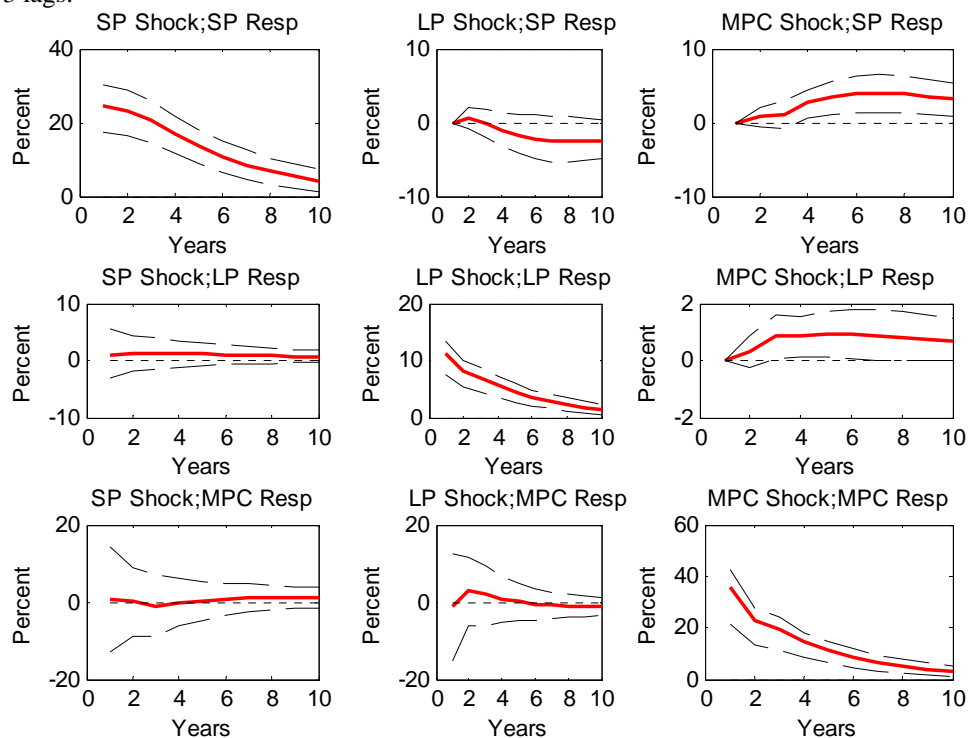 5 lags.
SP Shock;SP Resp
LP Shock;SP Resp
MPC Shock;SP Resp
40
20
0
Percent
0 2 4 6 8 10
Years
10
0
-10
Percent
0 2 4 6 8 10
Years
10
0
-10
Percent
0 2 4 6 8 10
Years
SP Shock;LP Resp
LP Shock;LP Resp
MPC Shock;LP Resp
10
0
-10
Percent
0 2 4 6 8 10
Years
20
10
0
Percent
0 2 4 6 8 10
Years
2
0
-2
Percent
0 2 4 6 8 10
Years
SP Shock;MPC Resp
LP Shock;MPC Resp
MPC Shock;MPC Resp
20
0
-20
Percent
0 2 4 6 8 10
Years
20
0
-20
Percent
0 2 4 6 8 10
Years
60
40
20
0
Percent
0 2 4 6 8 10
Years